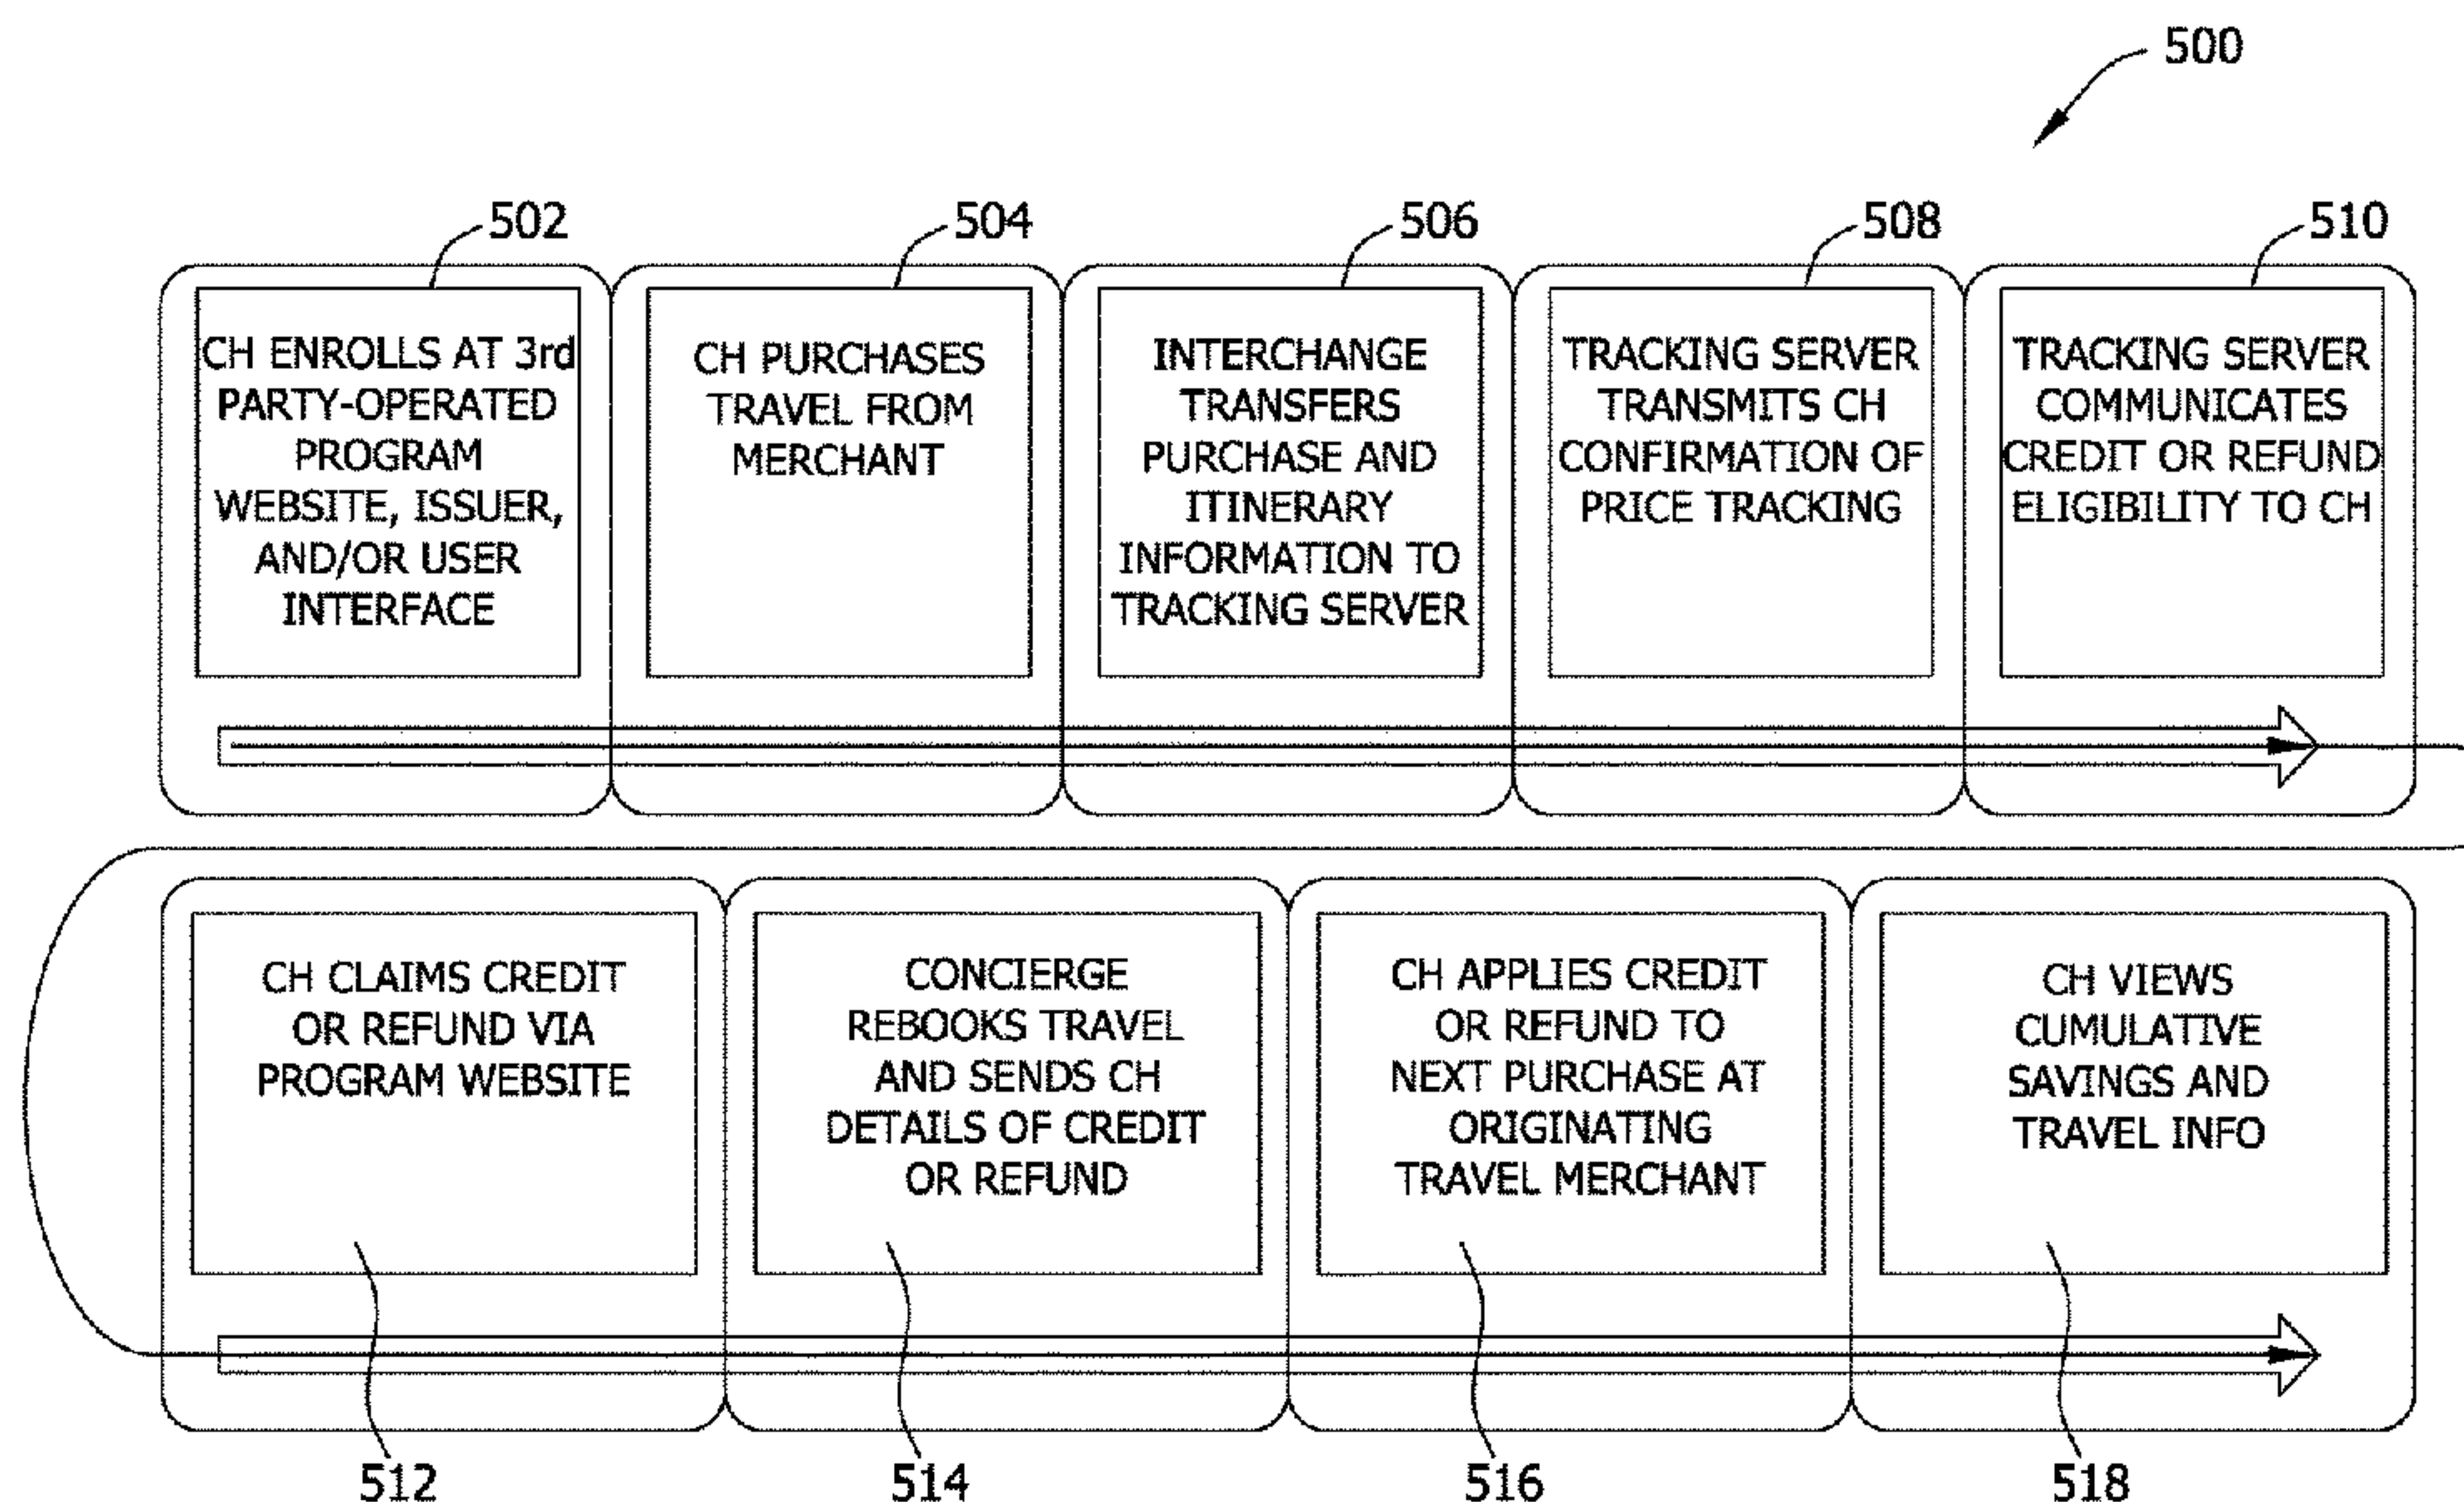 500
502
504
506
508
510
CH ENROLLS AT 3rd
PARTY-OPERATED
PROGRAM
WEBSITE, ISSUER,
AND/OR USER
INTERFACE
CH PURCHASES
TRAVEL FROM
MERCHANT
INTERCHANGE
TRANSFERS
PURCHASE AND
ITINERARY
INFORMATION TO
TRACKING SERVER
TRACKING SERVER
TRANSMITS CH
CONFIRMATION OF
PRICE TRACKING
TRACKING SERVER
COMMUNICATES
CREDIT OR REFUND
ELIGIBILITY TO CH
CH CLAIMS CREDIT
OR REFUND VIA
PROGRAM WEBSITE
CONCIERGE
REBOOKS TRAVEL
AND SENDS CH
DETAILS OF CREDIT
OR REFUND
CH APPLIES CREDIT
OR REFUND TO
NEXT PURCHASE AT
ORIGINATING
TRAVEL MERCHANT
CH VIEWS
CUMULATIVE
SAVINGS AND
TRAVEL INFO
512
514
516
518